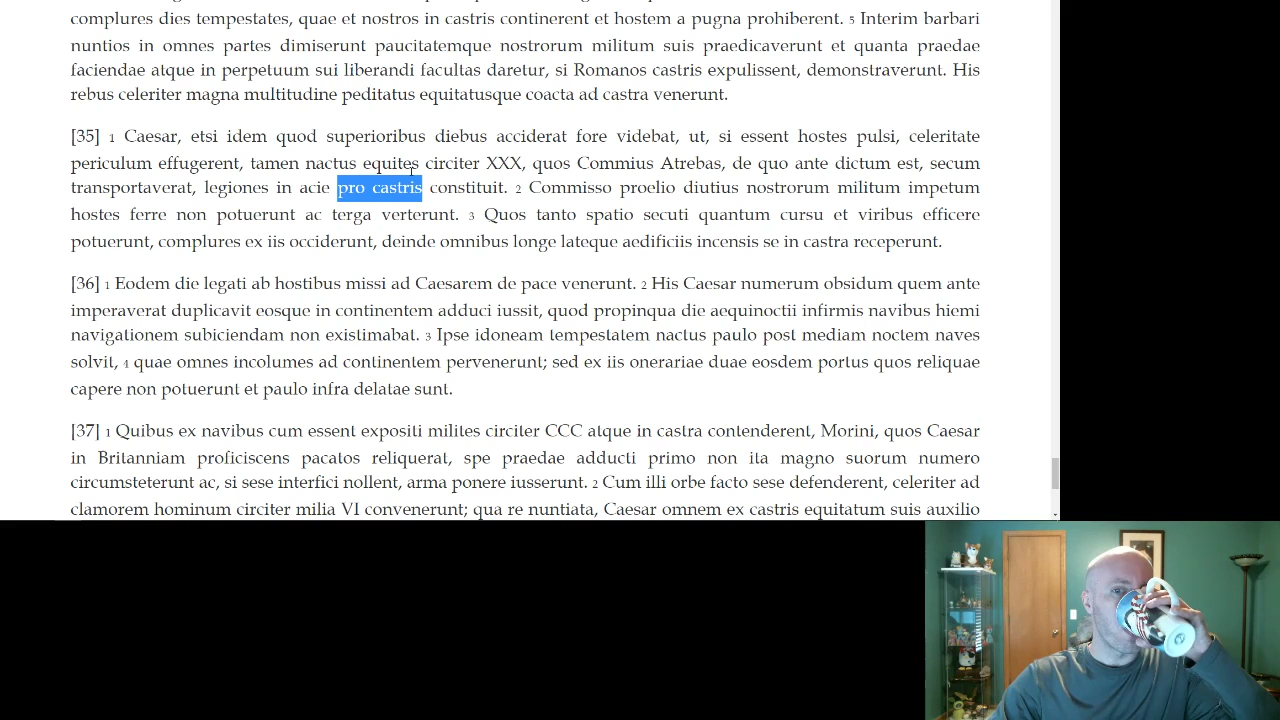 complures dies tempestates, quae et nostros in castris continerent et hostem a pugna prohiberent. 5 Interim barbari
nuntios in omnes partes dimiserunt paucitatemque nostrorum militum suis praedicaverunt et quanta praedae
faciendae atque in perpetuum sui liberandi facultas daretur, si Romanos castris expulissent, demonstraverunt. His
rebus celeriter magna multitudine peditatus equitatusque coacta ad castra venerunt.
[35] 1 Caesar, etsi idem quod superioribus diebus acciderat fore videbat, ut, si essent hostes pulsi, celeritate
periculum effugerent, tamen nactus equites circiter XXX, quos Commius Atrebas, de quo ante dictum est, secum
transportaverat, legiones in acie pro castris constituit. 2 Commisso proelio diutius nostrorum militum impetum
hostes ferre non potuerunt ac terga verterunt. 3 Quos tanto spatio secuti quantum cursu et viribus efficere
potuerunt, complures ex iis occiderunt, deinde omnibus longe lateque aedificiis incensis se in castra receperunt.
[36] 1 Eodem die legati ab hostibus missi ad Caesarem de pace venerunt. 2 His Caesar numerum obsidum quem ante
imperaverat duplicavit eosque in continentem adduci iussit, quod propinqua die aequinoctii infirmis navibus hiemi
navigationem subiciendam non existimabat. 3 Ipse idoneam tempestatem nactus paulo post mediam noctem naves
solvit, 4 quae omnes incolumes ad continentem pervenerunt; sed ex iis onerariae duae eosdem portus quos reliquae
capere non potuerunt et paulo infra delatae sunt.
[37] 1 Quibus ex navibus cum essent expositi milites circiter CCC atque in castra contenderent, Morini, quos Caesar
in Britanniam proficiscens pacatos reliquerat, spe praedae adducti primo non ita magno suorum numero
circumsteterunt ac, si sese interfici nollent, arma ponere iusserunt. 2 Cum illi orbe facto sese defenderent, celeriter ad
clamorem hominum circiter milia VI convenerunt; qua re nuntiata, Caesar omnem ex castris equitatum suis auxilio